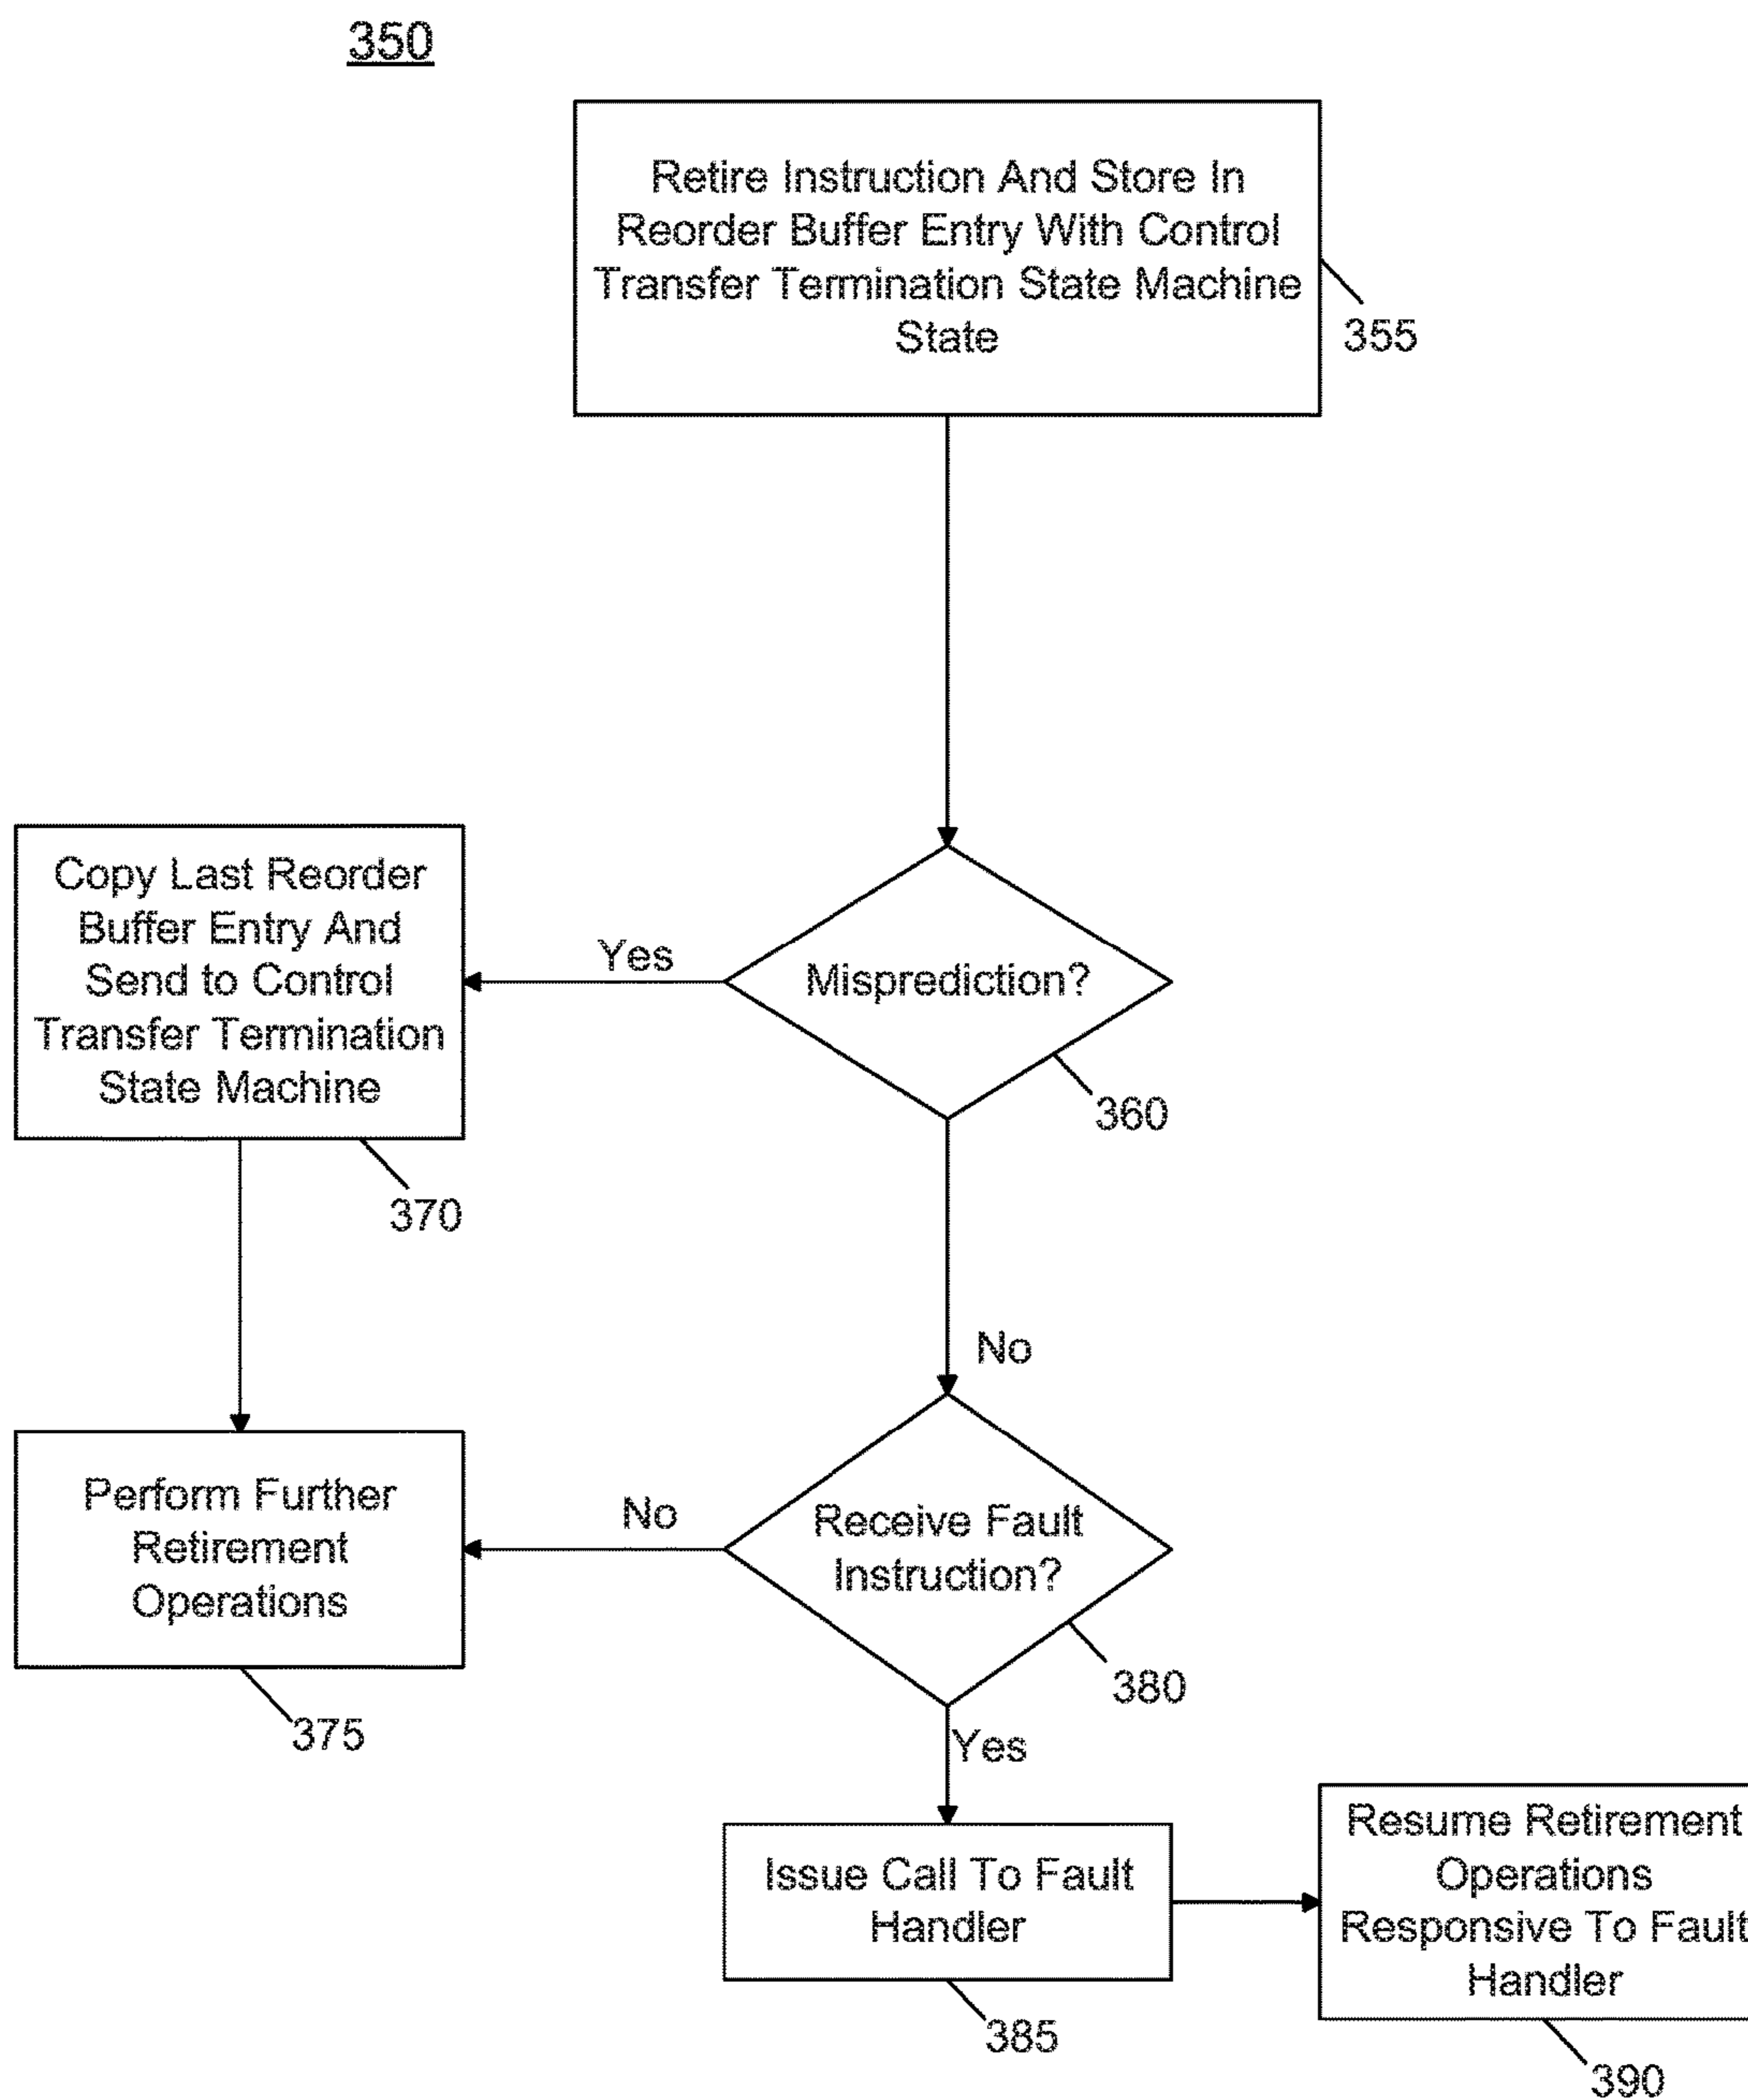 350
Retire Instruction And Store In
Reorder Buffer Entry With Control
Transfer Termination State Machine
State
355
Copy Last Reorder
Buffer Entry And
Send to Control
Transfer Termination
State Machine
370
Yes
Misprediction?
360
No
Perform Further
Retirement
Operations
375
No
Receive Fault
Instruction?
380
Yes
Issue Call To Fault
Handler
385
Resume Retirement
Operations
Responsive To Fault
Handler
390